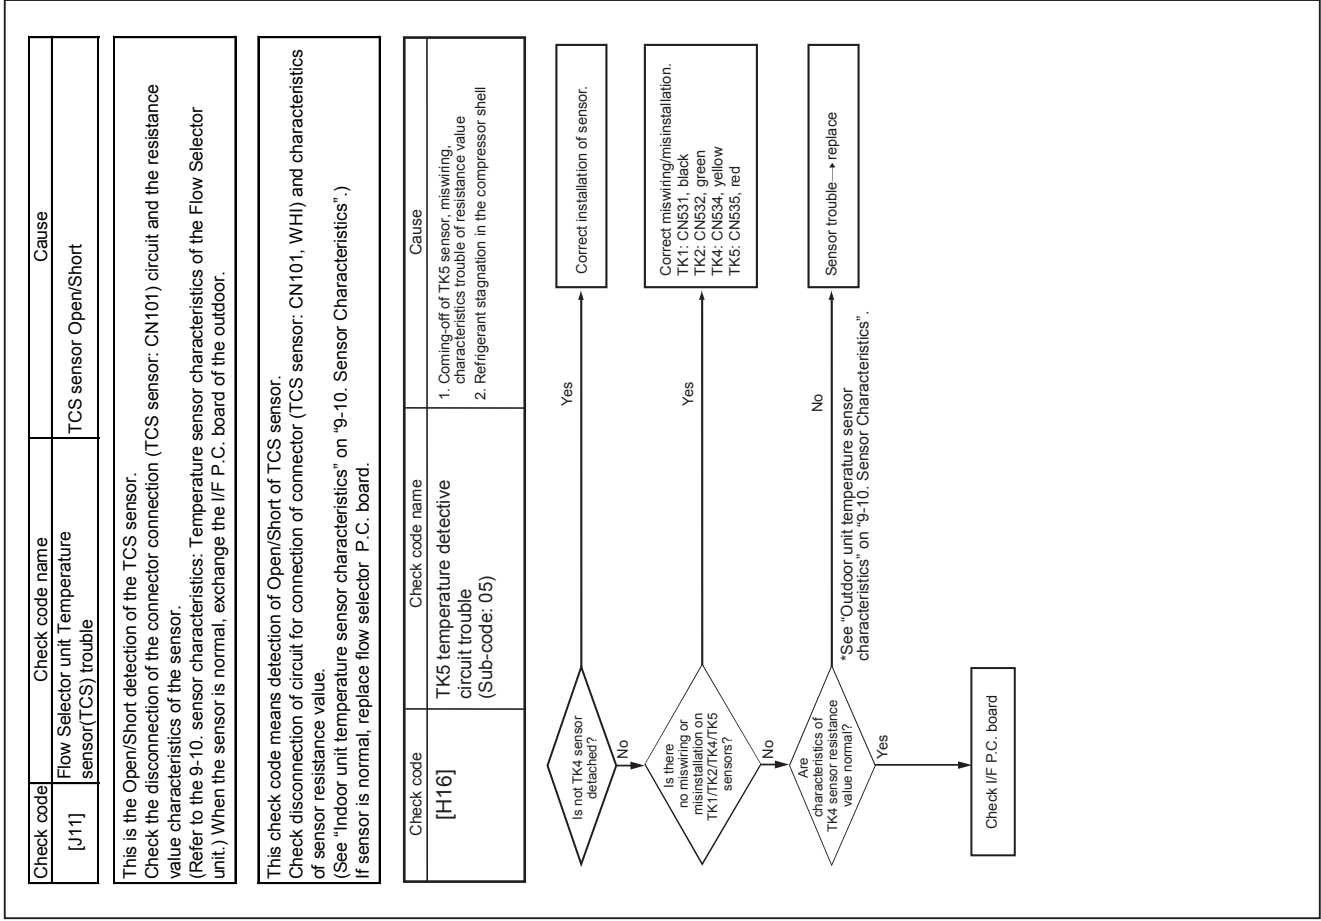 Check code
Check code name
Cause
[J11]
Flow Selector unit Temperature
sensor(TCS) trouble
TCS sensor Open/Short
This is the Open/Short detection of the TCS sensor.
Check the disconnection of the connector connection (TCS sensor: CN101) circuit and the resistance
value characteristics of the sensor.
(Refer to the 9-10. sensor characteristics: Temperature sensor characteristics of the Flow Selector
unit.) When the sensor is normal, exchange the I/F P.C. board of the outdoor.
This check code means detection of Open/Short of TCS sensor.
Check disconnection of circuit for connection of connector (TCS sensor: CN101, WHI) and characteristics
of sensor resistance value.
(See “Indoor unit temperature sensor characteristics” on “9-10. Sensor Characteristics”.)
If sensor is normal, replace flow selector P.C. board.
Check code
Check code name
Cause
[H16]
TK5 temperature detective
circuit trouble
(Sub-code: 05)
1. Coming-off of TK5 sensor, miswiring,
characteristics trouble of resistance value
2. Refrigerant stagnation in the compressor shell
Is not TK4 sensor
detached?
Yes
Correct installation of sensor.
No
Is there
no miswiring or
misinstallation on
TK1/TK2/TK4/TK5
sensors?
Yes
Correct miswiring/misinstallation.
TK1: CN531, black
TK2: CN532, green
TK4: CN534, yellow
TK5: CN535, red
No
Are
characteristics of
TK4 sensor resistance
value normal?
No
Sensor trouble → replace
*See “Outdoor unit temperature sensor
characteristics” on “9-10. Sensor Characteristics”.
Yes
Check I/F P.C. board